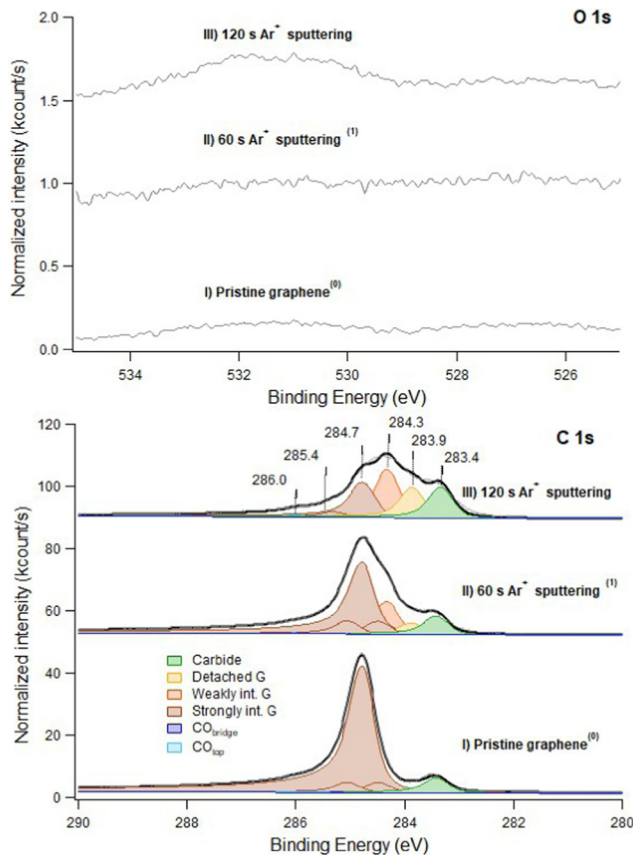 O 1s
2.0
III) 120 s Ar+ sputtering
1.5
II) 60 s Ar+ sputtering (1)
1.0
0.5
I) Pristine graphene(0)
0.0
Normalized intensity (kcount/s)
534 532 530 528 526
Binding Energy (eV)
C 1s
120
284.7 284.3
285.4 283.9
286.0 283.4
100
III) 120 s Ar+ sputtering
80
II) 60 s Ar+ sputtering (1)
60
Carbide
Detached G
Weakly int. G
Strongly int. G
CObridge
COtop
40
20
I) Pristine graphene(0)
0
Normalized intensity (kcount/s)
290 288 286 284 282 280
Binding Energy (eV)